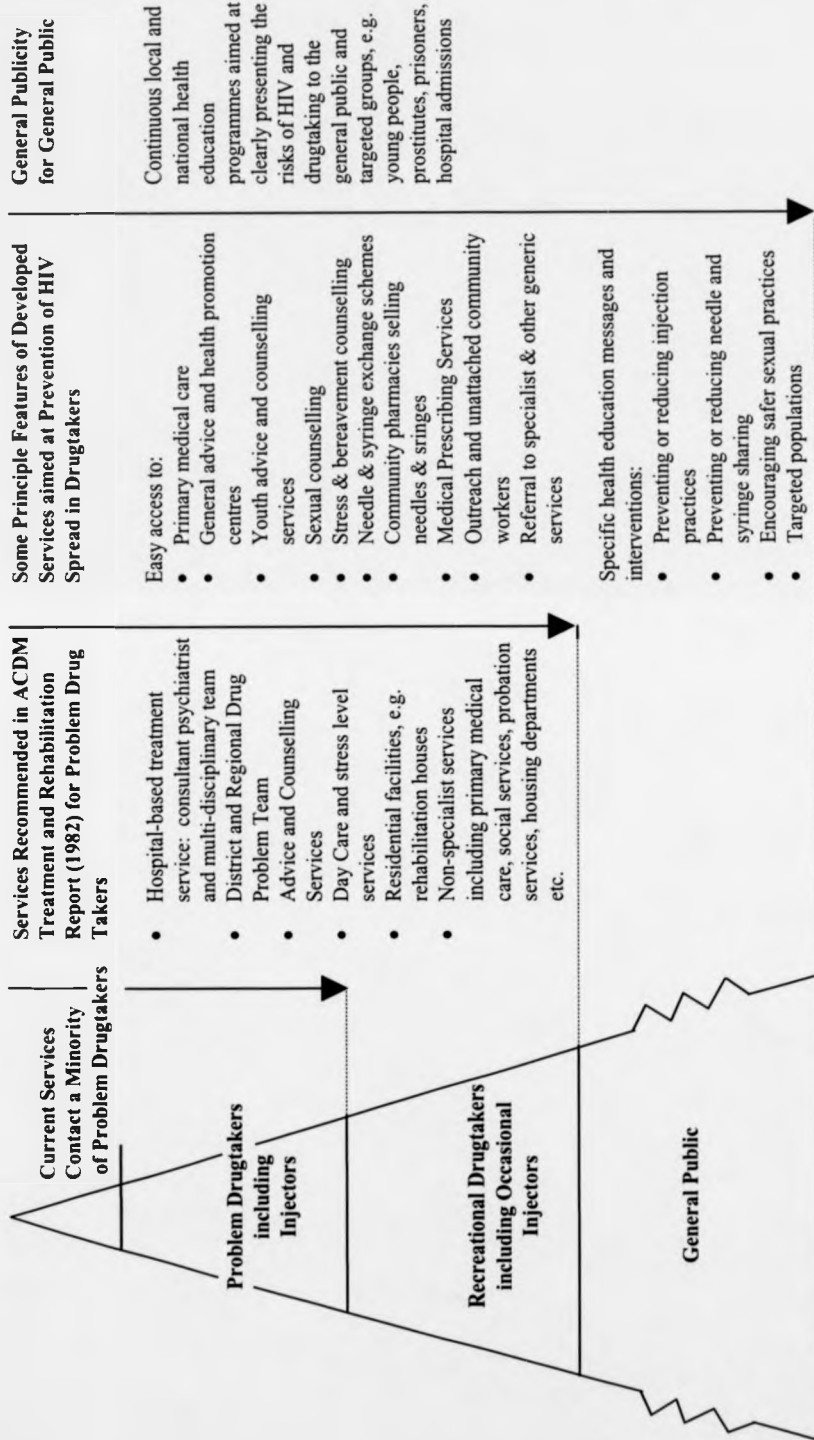 Current Services
Contact a Minority
of Problem Drugtakers
Services Recommended in ACDM
Treatment and Rehabilitation
Report (1982) for Problem Drug
Takers
Some Principle Features of Developed
Services aimed at Prevention of HIV
Spread in Drugtakers
General Publicity
for General Public
Problem Drugtakers
including
Injectors
Recreational Drugtakers
including Occasional
Injectors
General Public
• Hospital-based treatment
service: consultant psychiatrist
and multi-disciplinary team
• District and Regional Drug
Problem Team
• Advice and Counselling
Services
• Day Care and stress level
services
• Residential facilities, e.g.
rehabilitation houses
• Non-specialist services
including primary medical
care, social services, probation
services, housing departments
etc.
Easy access to:
• Primary medical care
• General advice and health promotion
centres
• Youth advice and counselling
services
• Sexual counselling
• Stress & bereavement counselling
• Needle & syringe exchange schemes
• Community pharmacies selling
needles & sringes
• Medical Prescribing Services
• Outreach and unattached community
workers
• Referral to specialist & other generic
services
Specific health education messages and
interventions:
• Preventing or reducing injection
practices
• Preventing or reducing needle and
syringe sharing
• Encouraging safer sexual practices
• Targeted populations
Continuous local and
national health
education
programmes aimed at
clearly presenting the
risks of HIV and
drugtaking to the
general public and
targeted groups, e.g.
young people,
prostitutes, prisoners,
hospital admissions